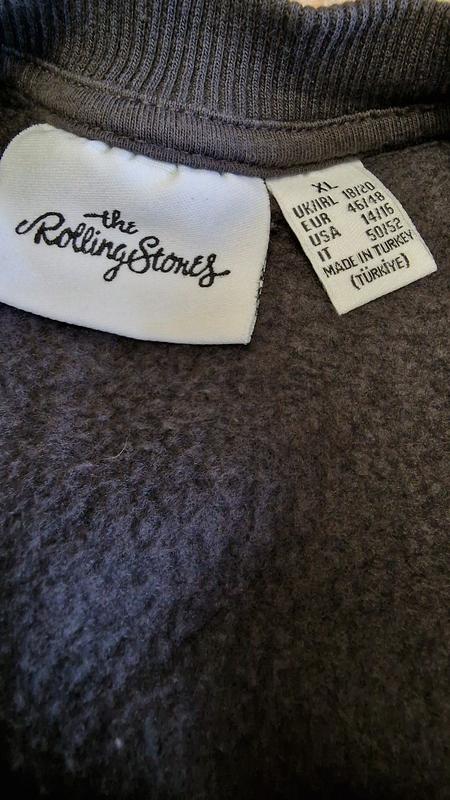 the
Rolling Stones
XL
UK/IRL 18/20
EUR 46/48
USA 14/16
IT 50/52
MADE IN TURKEY
(TÜRKİYE)